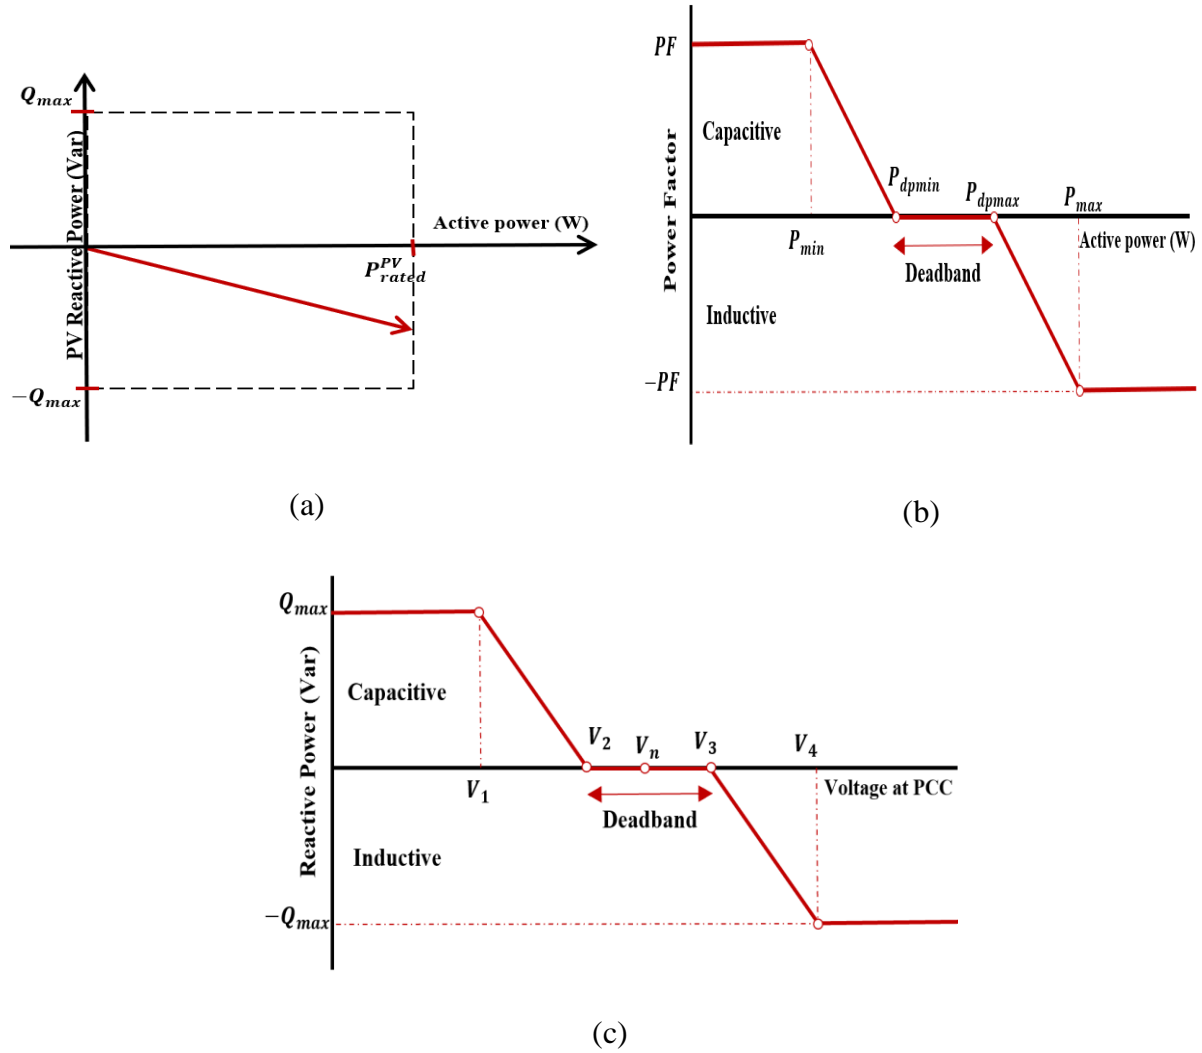 Q_max
PV Reactive Power (Var)
Active power (W)
P^PV_rated
−Q_max
(a)
PF
Capacitive
Power Factor
P_dpmin
P_dpmax
P_max
P_min
Active power (W)
Deadband
Inductive
−PF
(b)
Q_max
Reactive Power (Var)
Capacitive
V_2
V_n
V_3
V_4
V_1
Voltage at PCC
Deadband
Inductive
−Q_max
(c)